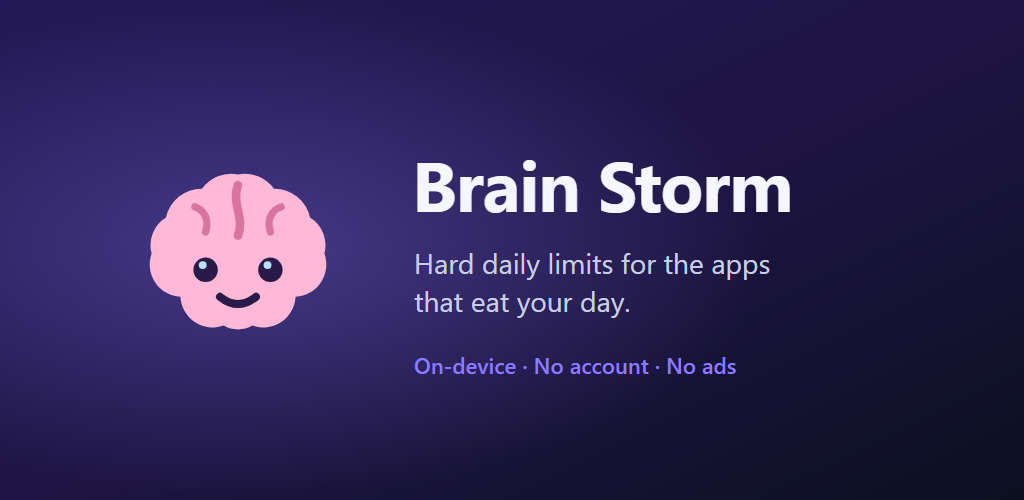 Brain Storm
Hard daily limits for the apps
that eat your day.
On-device · No account · No ads